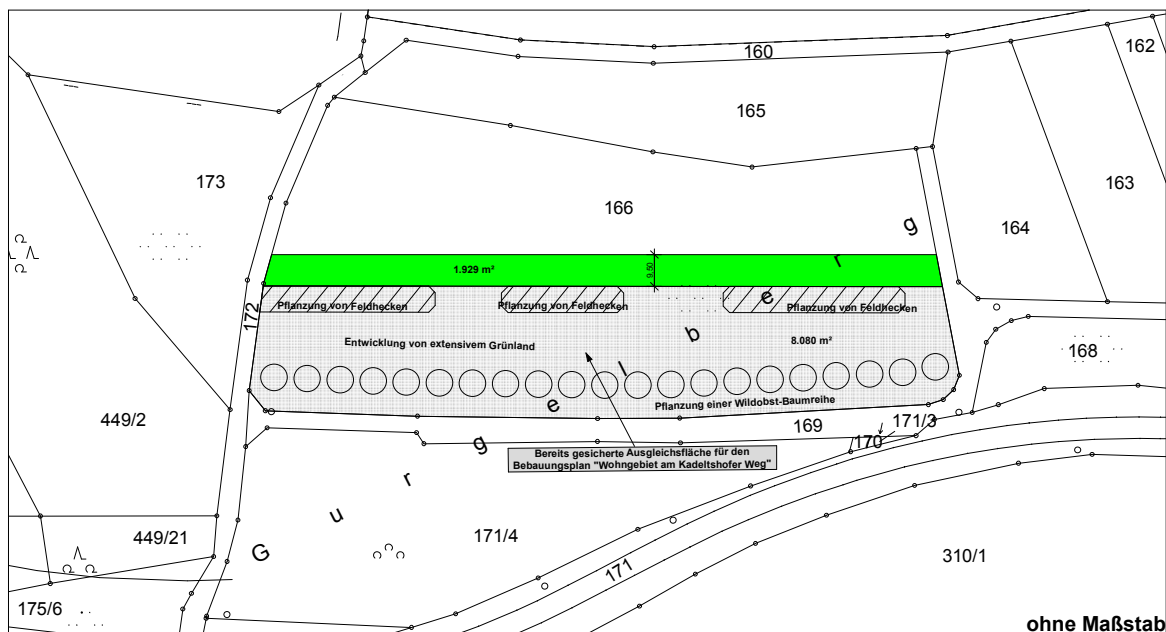 160
162
165
173
163
166
164
1.929 m²
9,50
172
Pflanzung von Feldhecken
Pflanzung von Feldhecken
Pflanzung von Feldhecken
Entwicklung von extensivem Grünland
8.080 m²
168
Pflanzung einer Wildobst-Baumreihe
449/2
169
170
171/3
Bereits gesicherte Ausgleichsfläche für den
Bebauungsplan "Wohngebiet am Kadeltshofer Weg"
Gurgelberg
449/21
171/4
171
310/1
175/6
ohne Maßstab